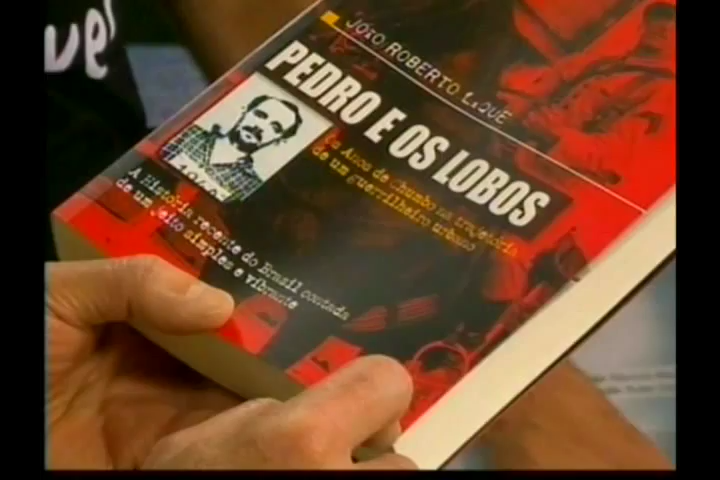 ver
JOÃO ROBERTO LAQUE
PEDRO E OS LOBOS
Os Anos de Chumbo na trajetória
de um guerrilheiro urbano
A História recente do Brasil contada
de um jeito simples e vibrante